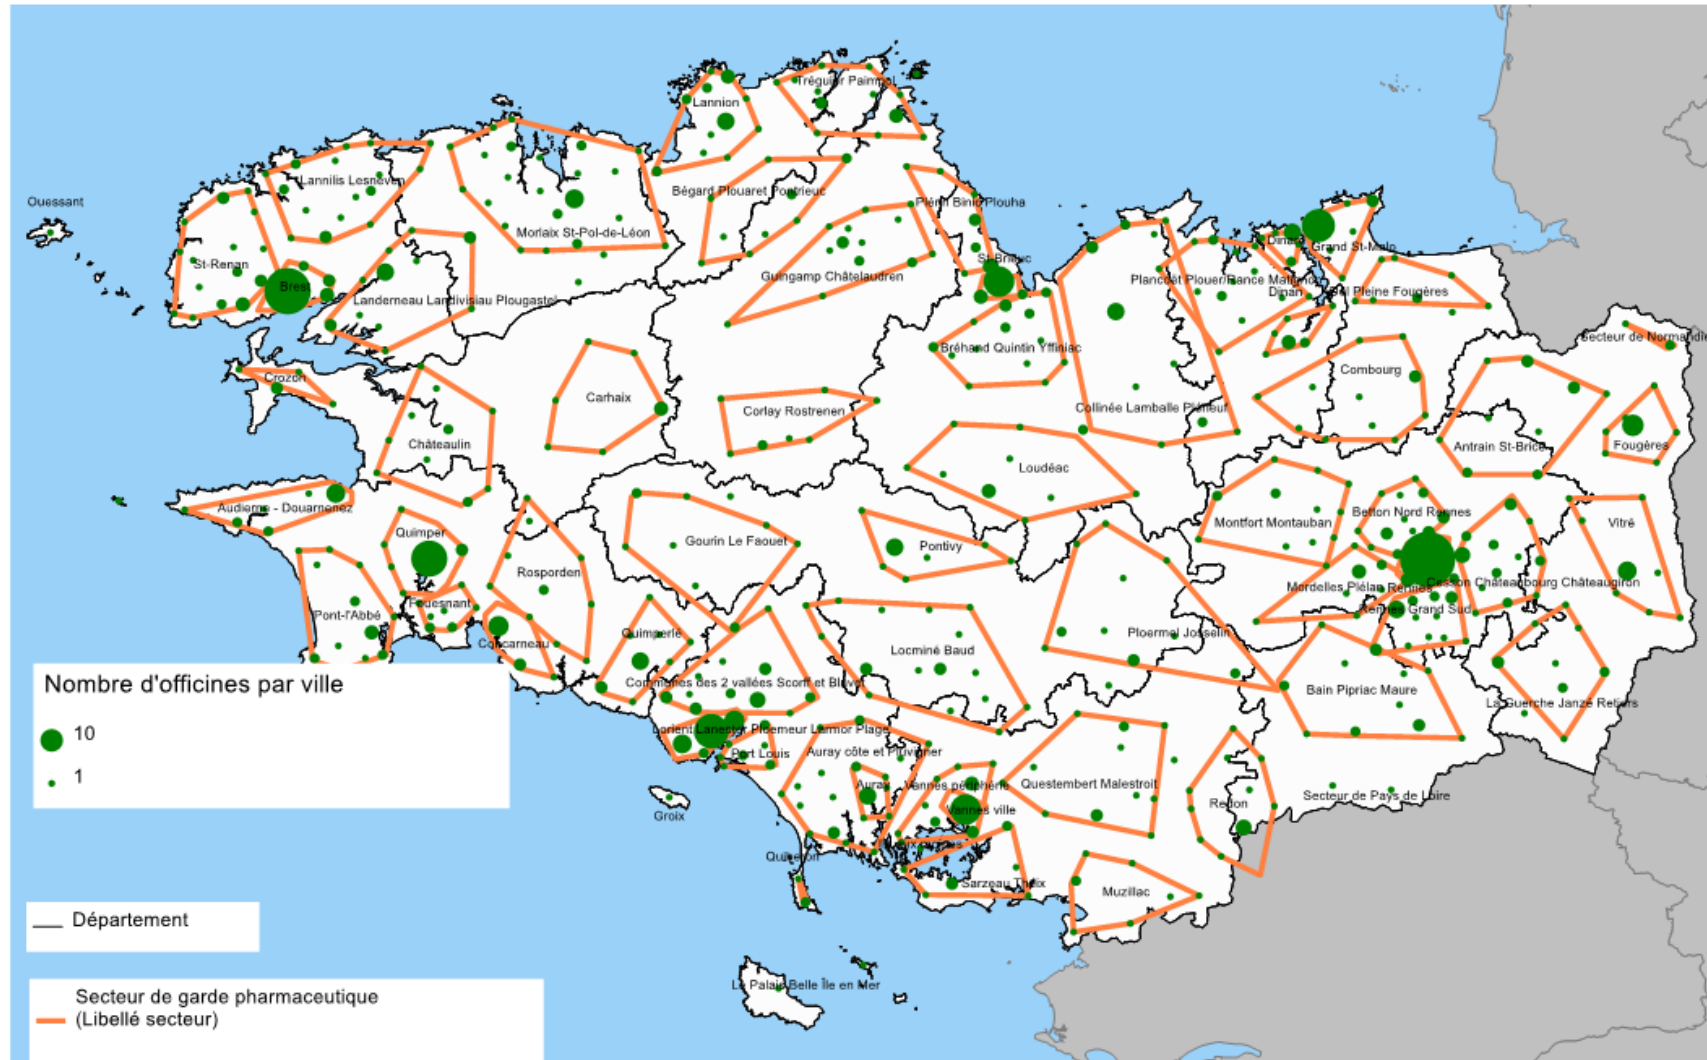 Tréguier Paimpol
Lannion
Lannilis Lesneven
Bégard Plouaret Pontrieuc
Ouessant
Plérin Binic Plouha
Morlaix St-Pol-de-Léon
Dinard
Grand St-Malo
St-Renan
St-Brieuc
Guingamp Châtelaudren
Plancoët Plouer/Rance Matignon
Brest
Dinan
Dol Pleine Fougères
Landerneau Landivisiau Plougastel
Secteur de Normandie
Bréhand Quintin Yffiniac
Crozon
Combourg
Carhaix
Corlay Rostrenen
Collinée Lamballe Pléneuf
Châteaulin
Antrain St-Brice
Fougères
Loudéac
Audierne - Douarnenez
Betton Nord Rennes
Montfort Montauban
Vitré
Quimper
Gourin Le Faouet
Pontivy
Rosporden
Cesson Châteaubourg Châteaugiron
Mordelles Plélan Rennes
Fouesnant
Rennes Grand Sud
Pont-l'Abbé
Quimperlé
Ploermel Josselin
Concarneau
Locminé Baud
Communes des 2 vallées Scorff et Blavet
Bain Pipriac Maure
La Guerche Janzé Retiers
Nombre d'officines par ville
10
1
Lorient Lanester Ploemeur Larmor Plage
Port Louis
Auray côte et Pluvigner
Auray
Vannes périphérie
Questembert Malestroit
Vannes ville
Redon
Secteur de Pays de Loire
Groix
Quiberon
Sarzeau Theix
Muzillac
Département
Le Palais Belle Île en Mer
Secteur de garde pharmaceutique
(Libellé secteur)